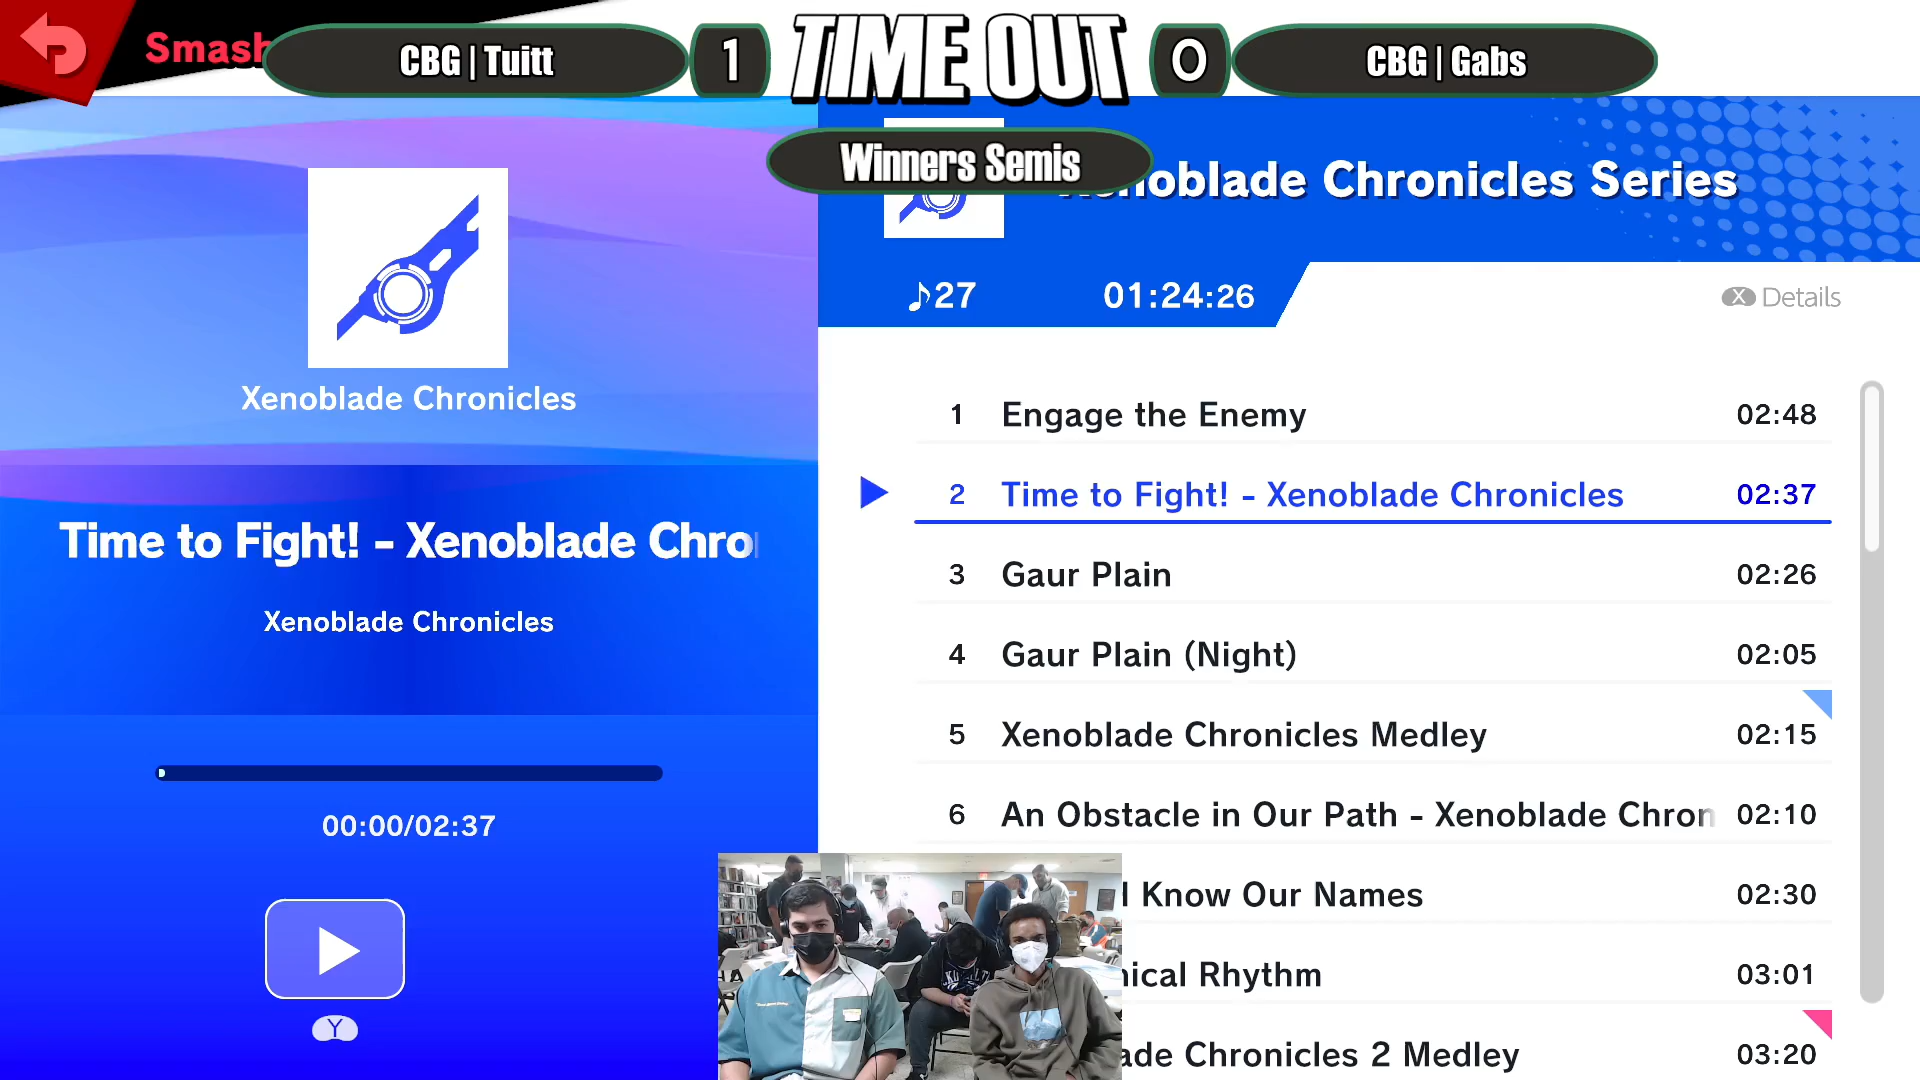 Smash
CBG | Tuitt
1
TIME OUT
0
CBG | Gabs
Winners Semis
Xenoblade Chronicles Series
♪27
01:24:26
X Details
Xenoblade Chronicles
Time to Fight! – Xenoblade Chro
Xenoblade Chronicles
00:00/02:37
Y
1 Engage the Enemy 02:48
2 Time to Fight! – Xenoblade Chronicles 02:37
3 Gaur Plain 02:26
4 Gaur Plain (Night) 02:05
5 Xenoblade Chronicles Medley 02:15
6 An Obstacle in Our Path – Xenoblade Chron 02:10
l Know Our Names 02:30
nical Rhythm 03:01
ade Chronicles 2 Medley 03:20